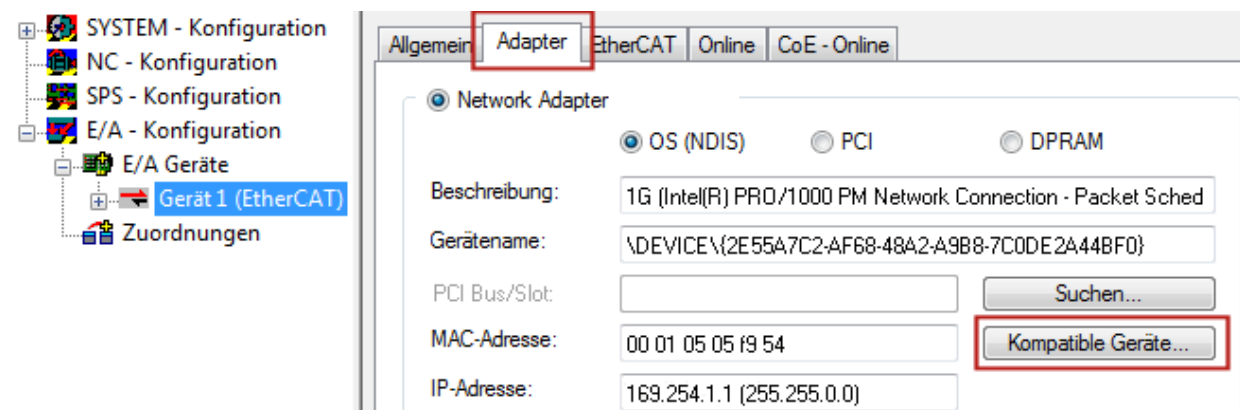 SYSTEM - Konfiguration
NC - Konfiguration
SPS - Konfiguration
E/A - Konfiguration
E/A Geräte
Gerät 1 (EtherCAT)
Zuordnungen
Allgemein Adapter EtherCAT Online CoE - Online
Network Adapter
OS (NDIS) PCI DPRAM
Beschreibung: 1G (Intel(R) PRO/1000 PM Network Connection - Packet Sched
Gerätename: \DEVICE\{2E55A7C2-AF68-48A2-A9B8-7C0DE2A44BF0}
PCI Bus/Slot: Suchen...
MAC-Adresse: 00 01 05 05 f9 54 Kompatible Geräte...
IP-Adresse: 169.254.1.1 (255.255.0.0)